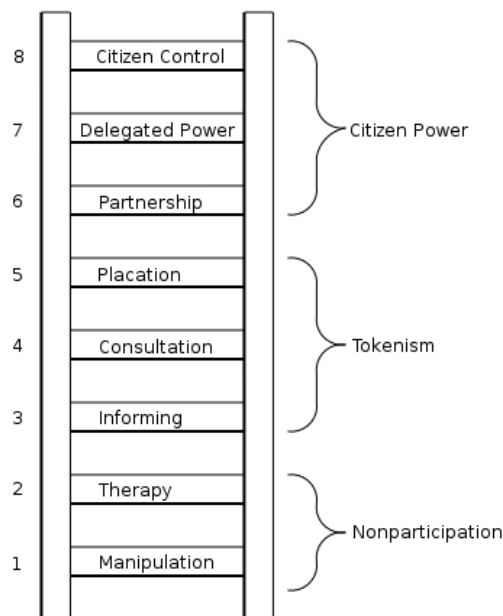 8 Citizen Control
7 Delegated Power Citizen Power
6 Partnership
5 Placation
4 Consultation Tokenism
3 Informing
2 Therapy
Nonparticipation
1 Manipulation